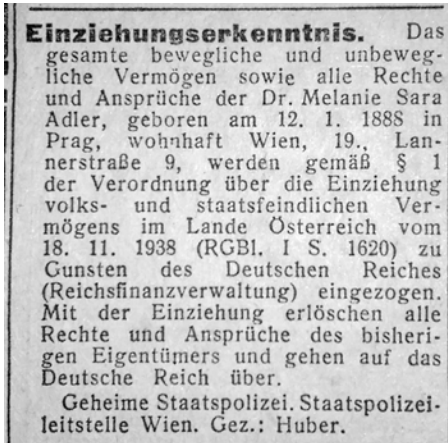 Einziehungserkenntnis. Das
gesamte bewegliche und unbeweg-
liche Vermögen sowie alle Rechte
und Ansprüche der Dr. Melanie Sara
Adler, geboren am 12. 1. 1888 in
Prag, wohnhaft Wien, 19., Lan-
nerstraße 9, werden gemäß § 1
der Verordnung über die Einziehung
volks- und staatsfeindlichen Ver-
mögens im Lande Österreich vom
18. 11. 1938 (RGBl. I S. 1620) zu
Gunsten des Deutschen Reiches
(Reichsfinanzverwaltung) eingezogen.
Mit der Einziehung erlöschen alle
Rechte und Ansprüche des bisheri-
gen Eigentümers und gehen auf das
Deutsche Reich über.
Geheime Staatspolizei. Staatspolizei-
leitstelle Wien. Gez.: Huber.